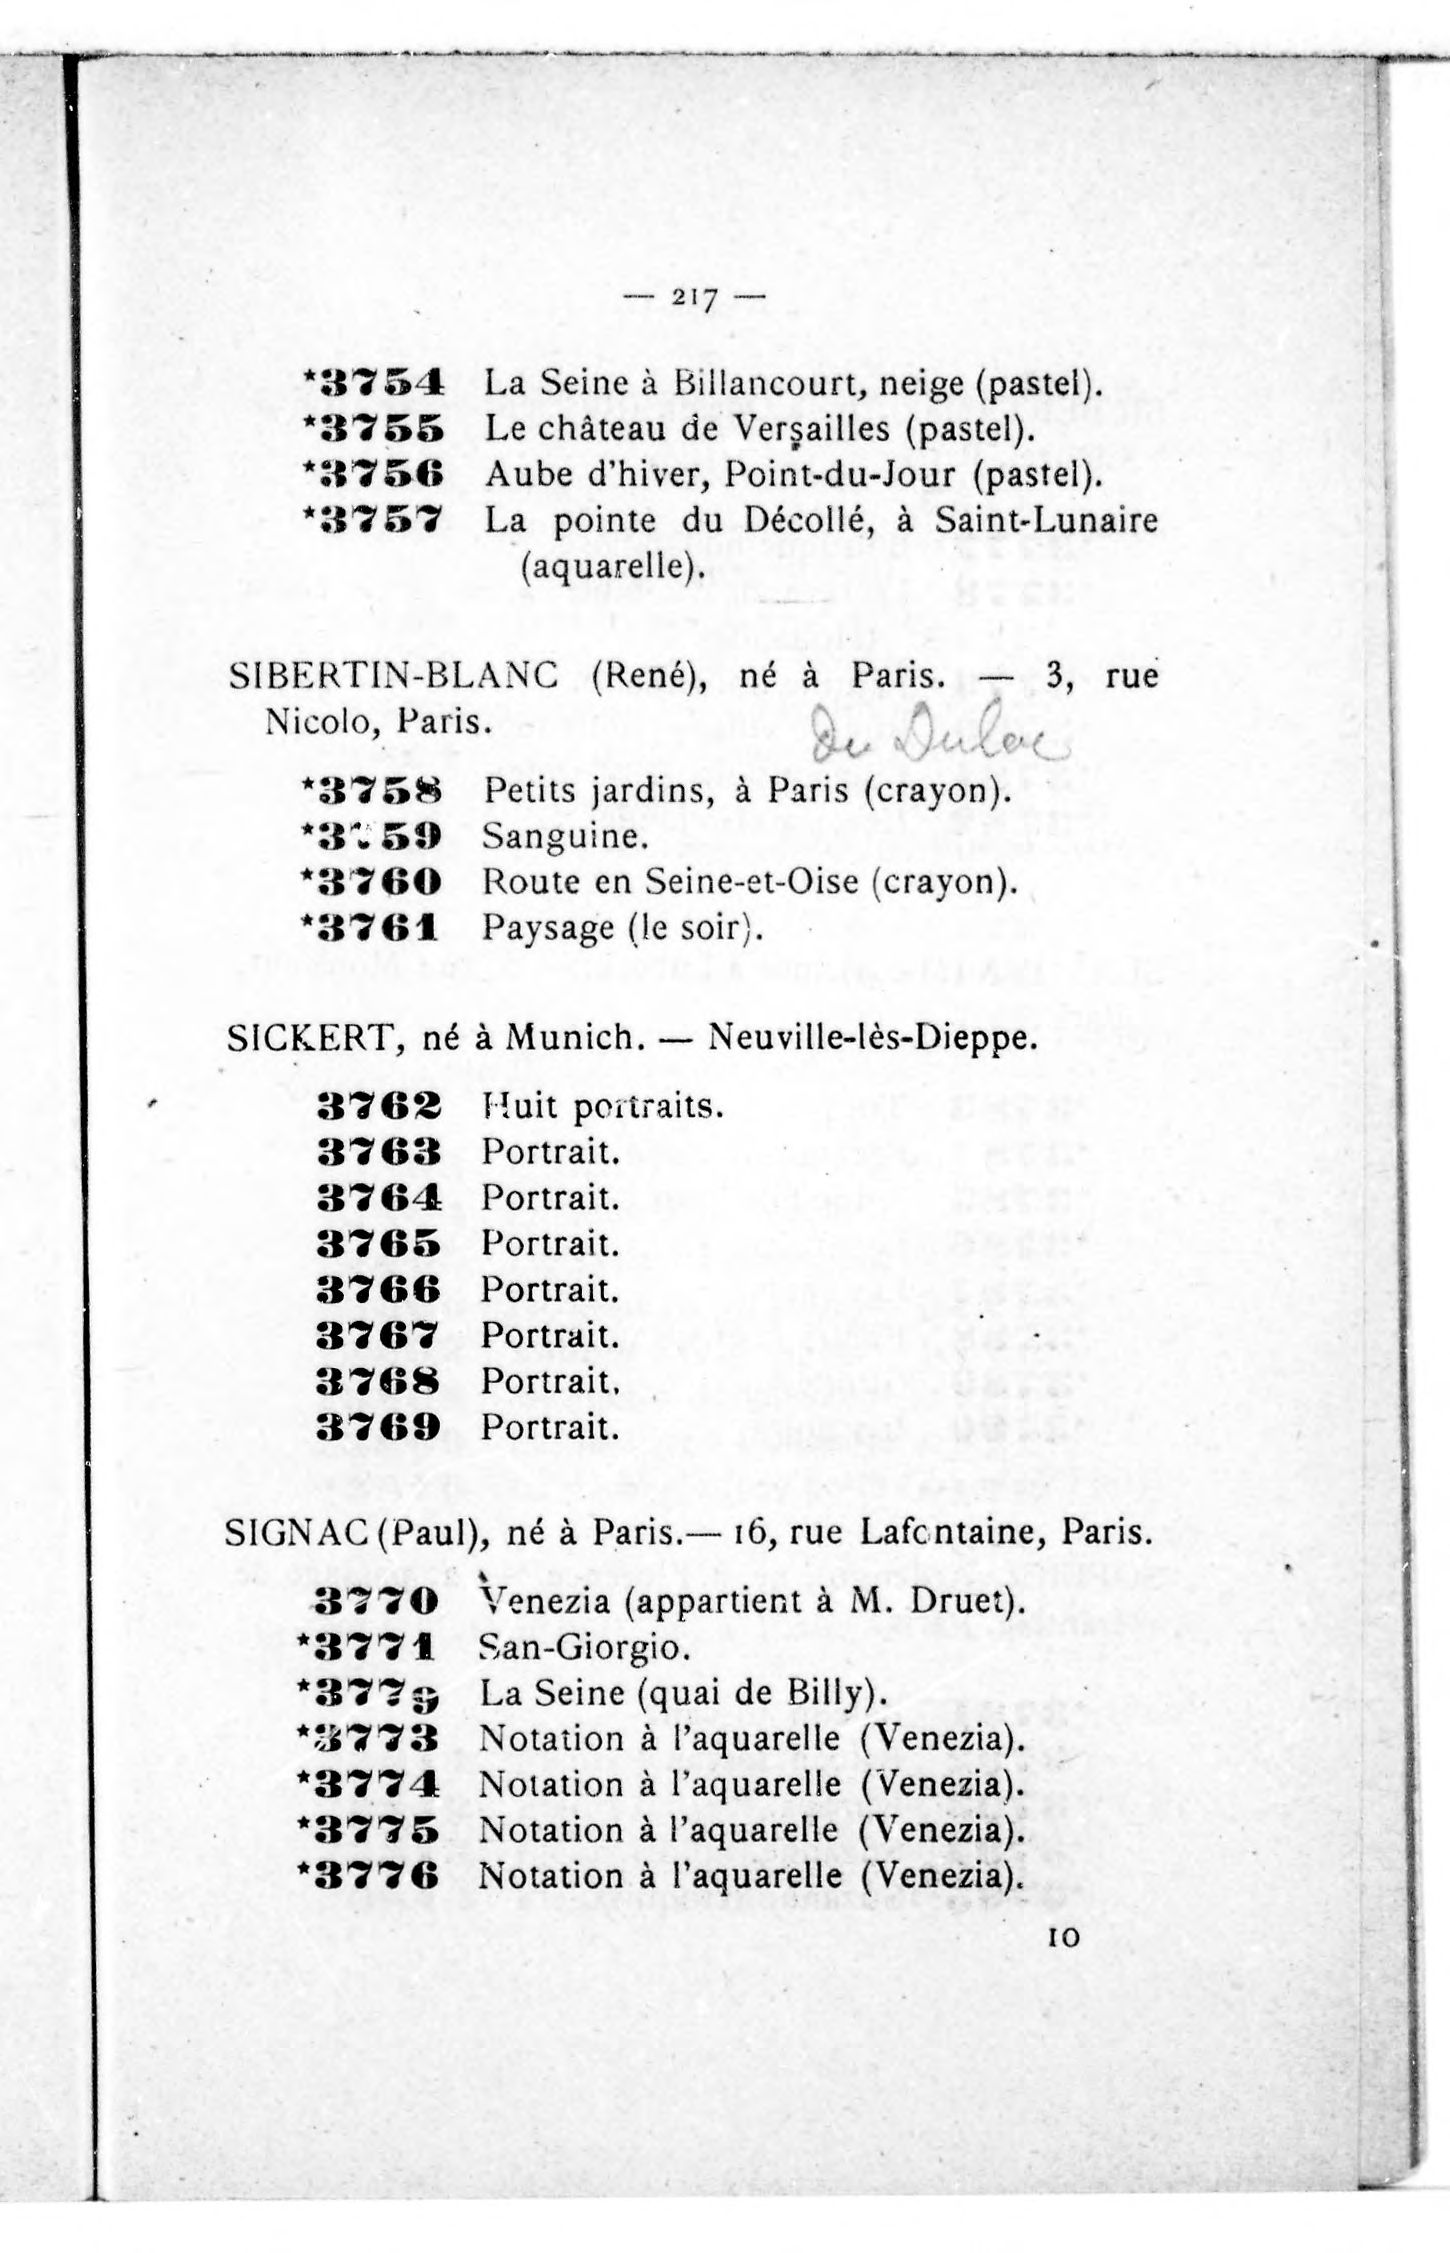 — 217 —
*3754 La Seine à Billancourt, neige (pastel).
*3755 Le château de Versailles (pastel).
*3756 Aube d'hiver, Point-du-Jour (pastel).
*3757 La pointe du Décollé, à Saint-Lunaire
(aquarelle).
SIBERTIN-BLANC (René), né à Paris. — 3, rue
Nicolo, Paris.
Du Dulac
*3758 Petits jardins, à Paris (crayon).
*3759 Sanguine.
*3760 Route en Seine-et-Oise (crayon).
*3761 Paysage (le soir).
SICKERT, né à Munich. — Neuville-lès-Dieppe.
3762 Huit portraits.
3763 Portrait.
3764 Portrait.
3765 Portrait.
3766 Portrait.
3767 Portrait.
3768 Portrait.
3769 Portrait.
SIGNAC (Paul), né à Paris.— 16, rue Lafontaine, Paris.
3770 Venezia (appartient à M. Druet).
*3771 San-Giorgio.
*3779 La Seine (quai de Billy).
*3773 Notation à l'aquarelle (Venezia).
*3774 Notation à l'aquarelle (Venezia).
*3775 Notation à l'aquarelle (Venezia).
*3776 Notation à l'aquarelle (Venezia).
10